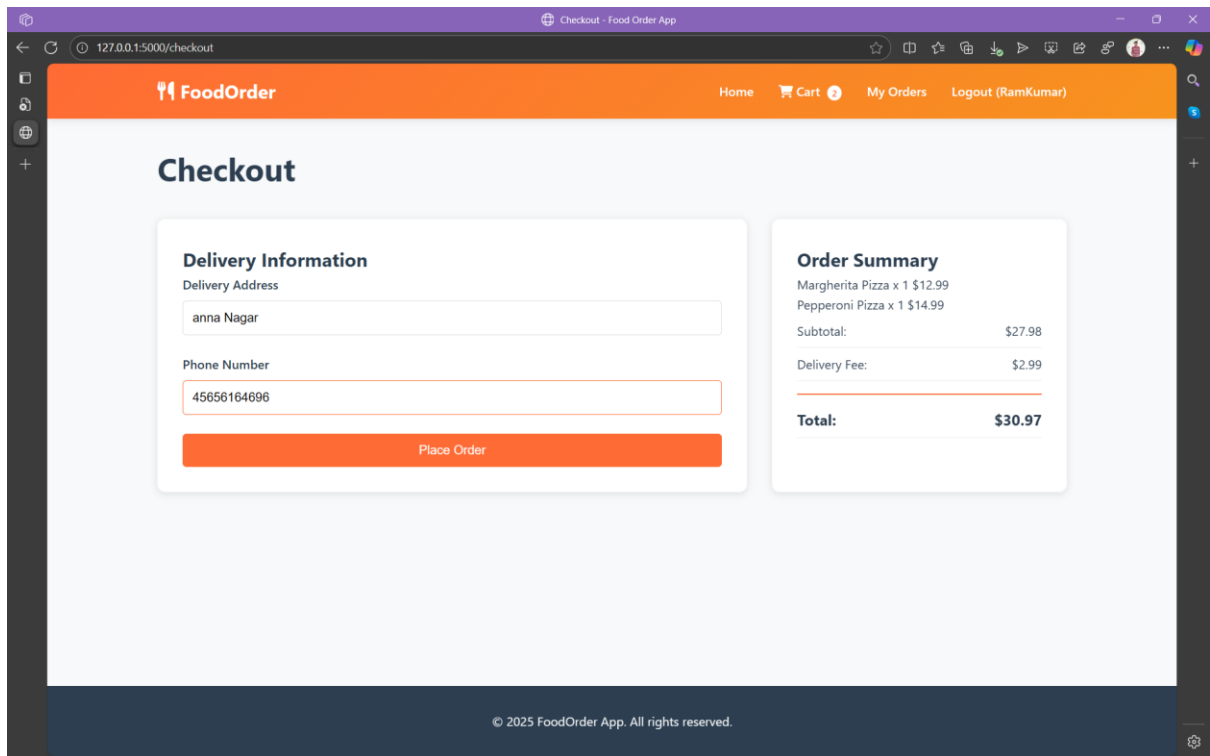 Checkout - Food Order App
127.0.0.1:5000/checkout
FoodOrder
Home Cart 2 My Orders Logout (RamKumar)
Checkout
Delivery Information
Delivery Address
anna Nagar
Phone Number
45656164696
Place Order
Order Summary
Margherita Pizza x 1 $12.99
Pepperoni Pizza x 1 $14.99
Subtotal: $27.98
Delivery Fee: $2.99
Total: $30.97
© 2025 FoodOrder App. All rights reserved.